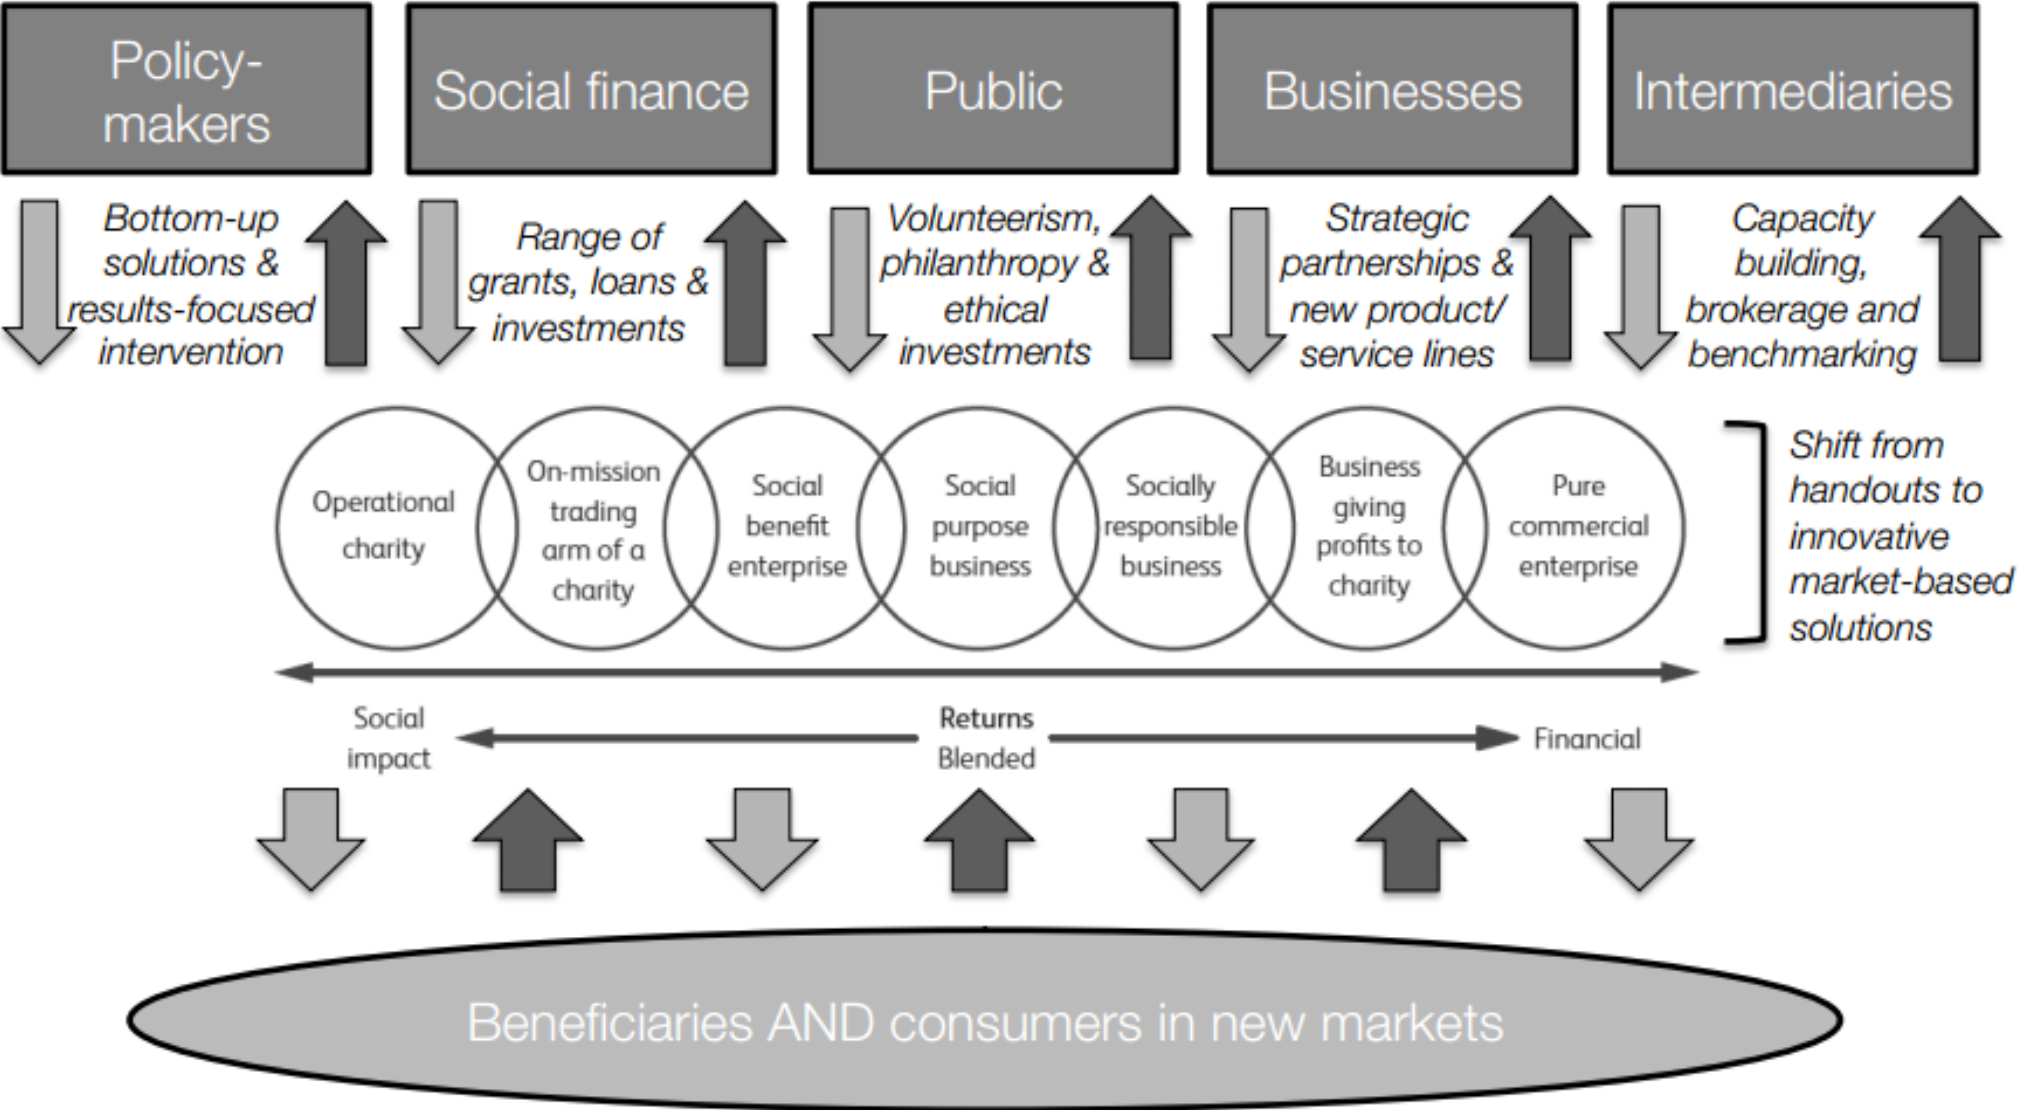 Policy-
makers
Social finance
Public
Businesses
Intermediaries
Bottom-up
solutions &
results-focused
intervention
Range of
grants, loans &
investments
Volunteerism,
philanthropy &
ethical
investments
Strategic
partnerships &
new product/
service lines
Capacity
building,
brokerage and
benchmarking
Operational
charity
On-mission
trading
arm of a
charity
Social
benefit
enterprise
Social
purpose
business
Socially
responsible
business
Business
giving
profits to
charity
Pure
commercial
enterprise
Shift from
handouts to
innovative
market-based
solutions
Social
impact
Returns
Blended
Financial
Beneficiaries AND consumers in new markets